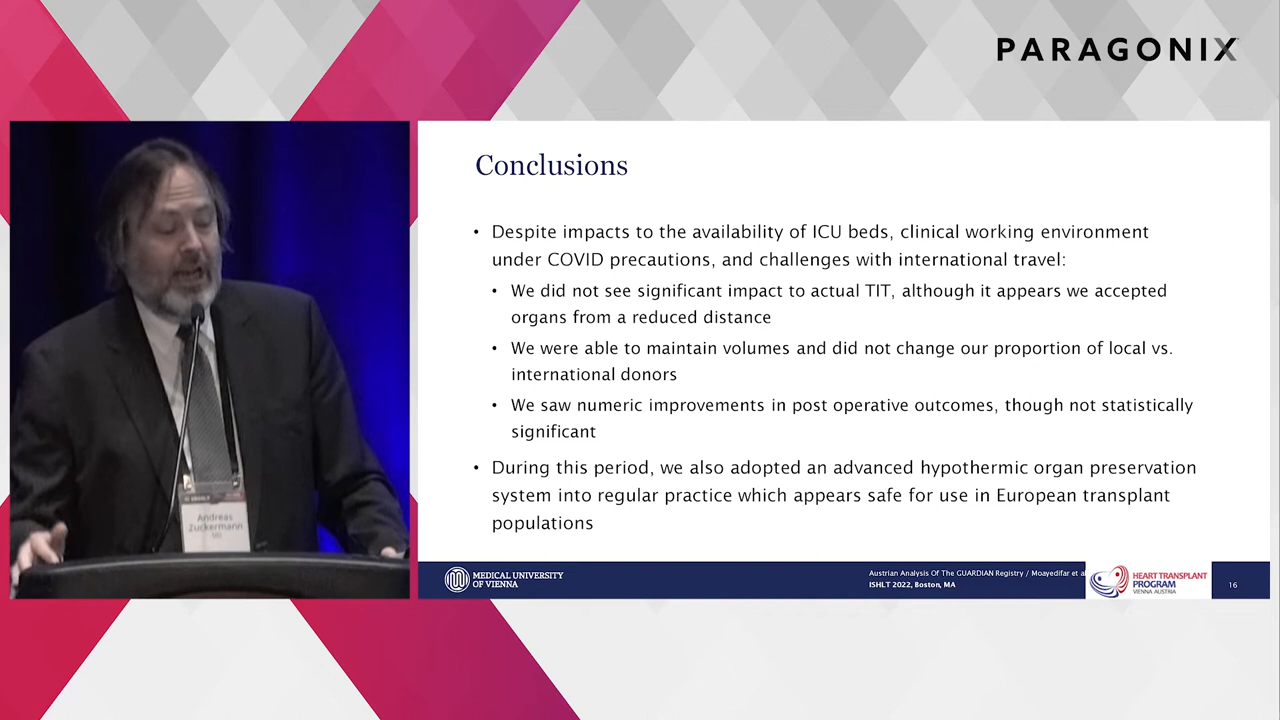 PARAGONIX
Conclusions
• Despite impacts to the availability of ICU beds, clinical working environment
under COVID precautions, and challenges with international travel:
• We did not see significant impact to actual TIT, although it appears we accepted
organs from a reduced distance
• We were able to maintain volumes and did not change our proportion of local vs.
international donors
• We saw numeric improvements in post operative outcomes, though not statistically
significant
• During this period, we also adopted an advanced hypothermic organ preservation
system into regular practice which appears safe for use in European transplant
populations
Andreas
Zuckermann
MD
MEDICAL UNIVERSITY
OF VIENNA
Austrian Analysis Of The GUARDIAN Registry / Moayedifar et al
ISHLT 2022, Boston, MA
HEART TRANSPLANT
PROGRAM
VIENNA AUSTRIA
16